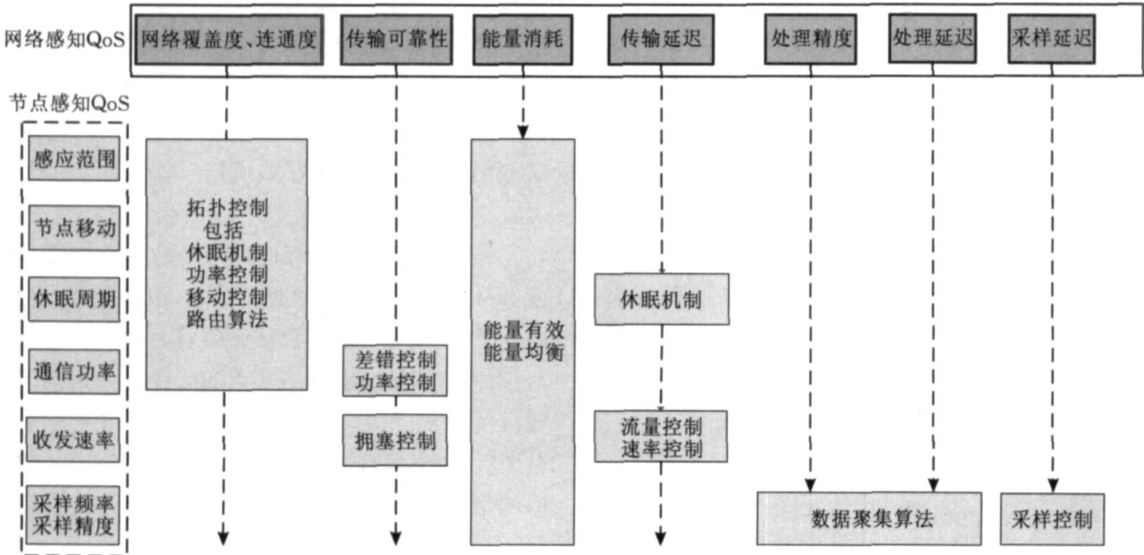 网络感知QoS
网络覆盖度、连通度
传输可靠性
能量消耗
传输延迟
处理精度
处理延迟
采样延迟
节点感知QoS
感应范围
节点移动
休眠周期
通信功率
收发速率
采样频率
采样精度
拓扑控制
包括
休眠机制
功率控制
移动控制
路由算法
差错控制
功率控制
拥塞控制
能量有效
能量均衡
休眠机制
流量控制
速率控制
数据聚集算法
采样控制